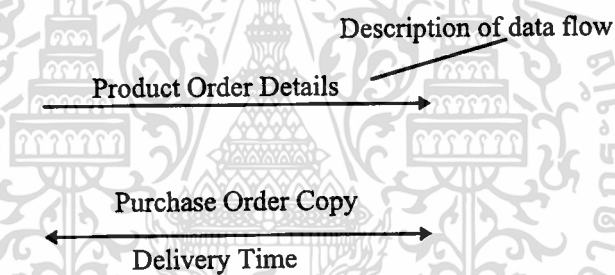 Description of data flow
Product Order Details
Purchase Order Copy
Delivery Time